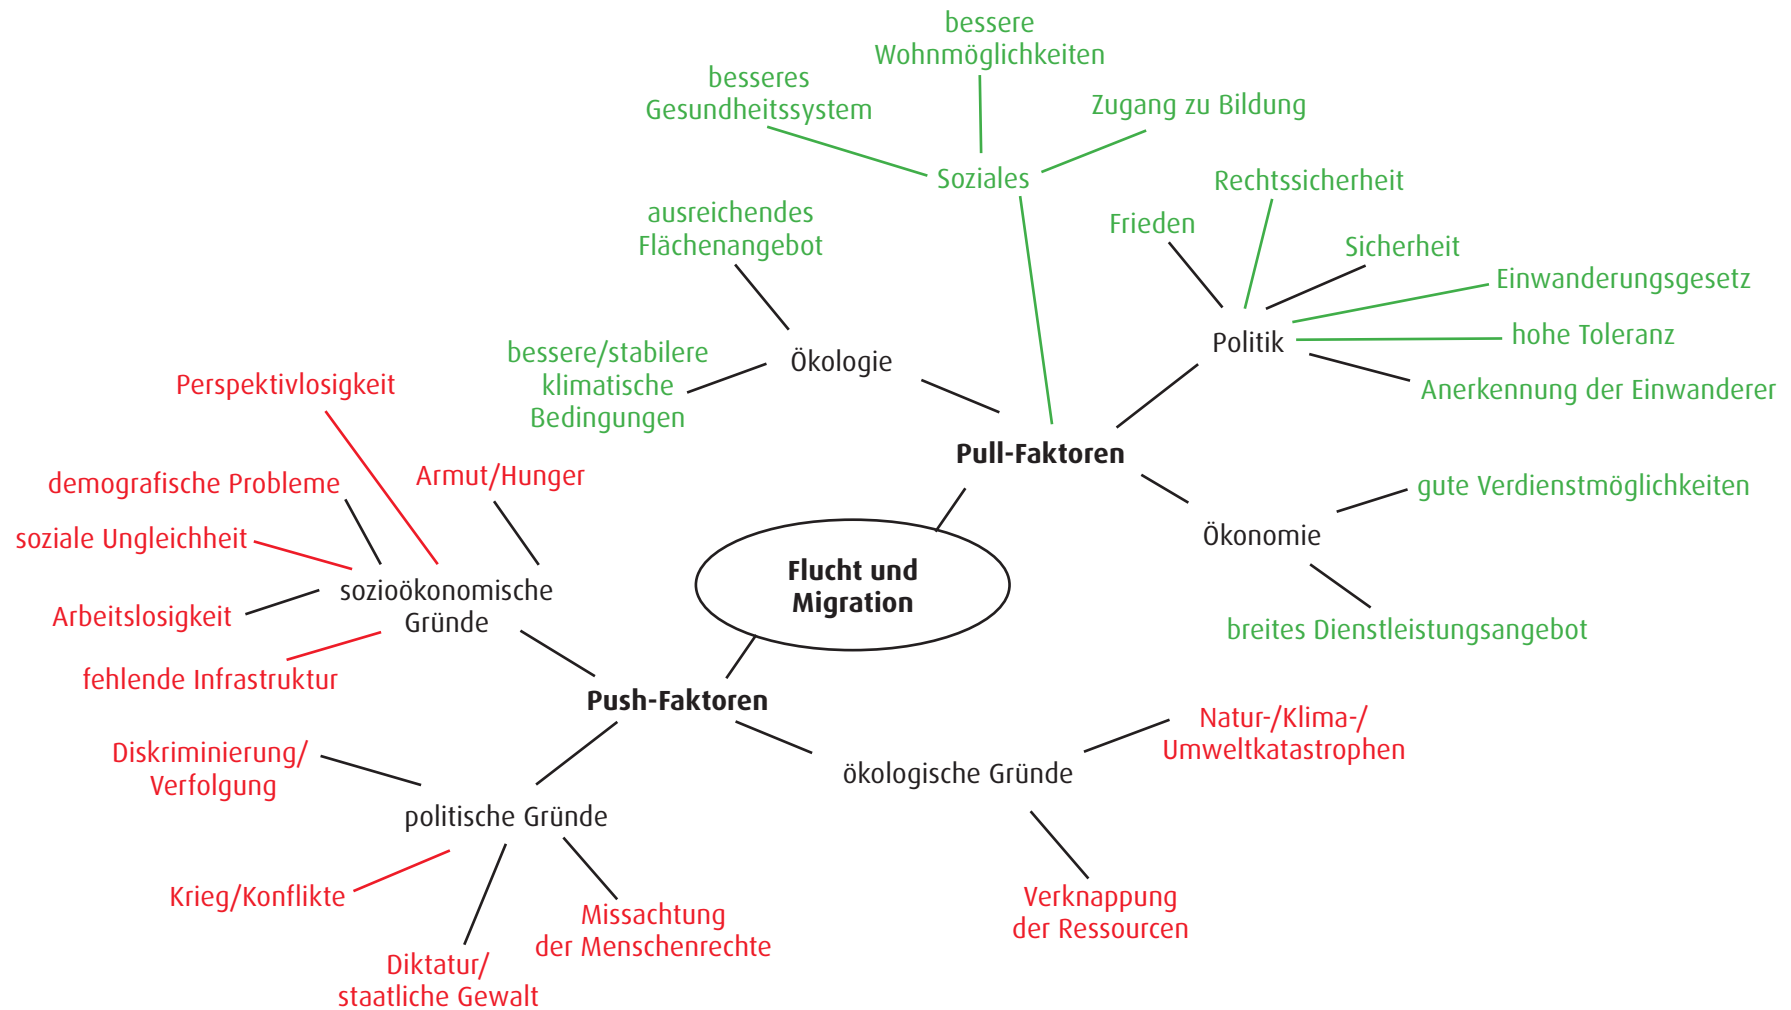 bessere
Wohnmöglichkeiten
besseres
Gesundheitssystem
Zugang zu Bildung
Soziales
Rechtssicherheit
ausreichendes
Flächenangebot
Frieden
Sicherheit
Einwanderungsgesetz
hohe Toleranz
Politik
bessere/stabilere
klimatische
Bedingungen
Ökologie
Anerkennung der Einwanderer
Perspektivlosigkeit
Pull-Faktoren
demografische Probleme
Armut/Hunger
gute Verdienstmöglichkeiten
soziale Ungleichheit
Ökonomie
Flucht und
Migration
sozioökonomische
Gründe
Arbeitslosigkeit
breites Dienstleistungsangebot
fehlende Infrastruktur
Push-Faktoren
Natur-/Klima-/
Umweltkatastrophen
Diskriminierung/
Verfolgung
ökologische Gründe
politische Gründe
Krieg/Konflikte
Verknappung
der Ressourcen
Missachtung
der Menschenrechte
Diktatur/
staatliche Gewalt